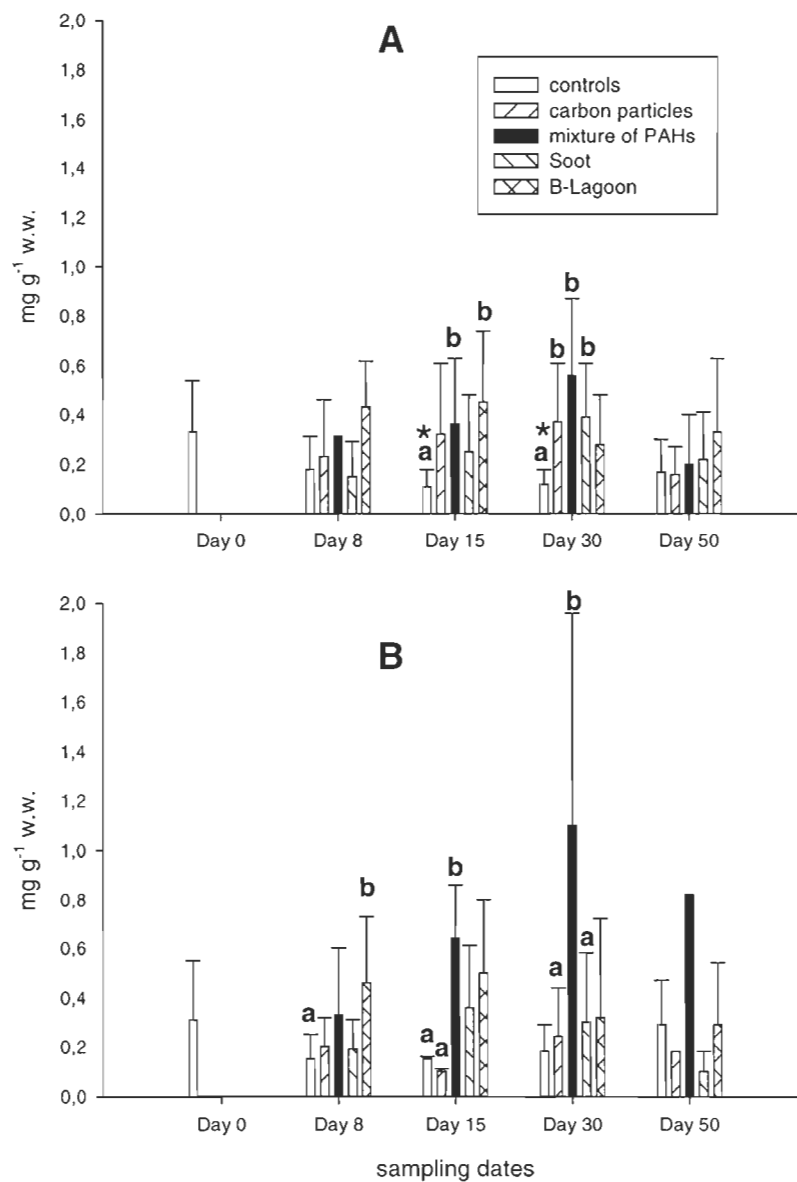 2,0
A
1,8
controls
carbon particles
mixture of PAHs
Soot
B-Lagoon
1,6
1,4
1,2
mg g-1 w.w.
1,0
b
0,8
b b
b b
0,6
0,4
* *
a a
0,2
0,0
Day 0 Day 8 Day 15 Day 30 Day 50
2,0
b
1,8
B
1,6
1,4
1,2
mg g-1 w.w.
1,0
b b
0,8
0,6
a a
0,4
a a a
0,2
0,0
Day 0 Day 8 Day 15 Day 30 Day 50
sampling dates